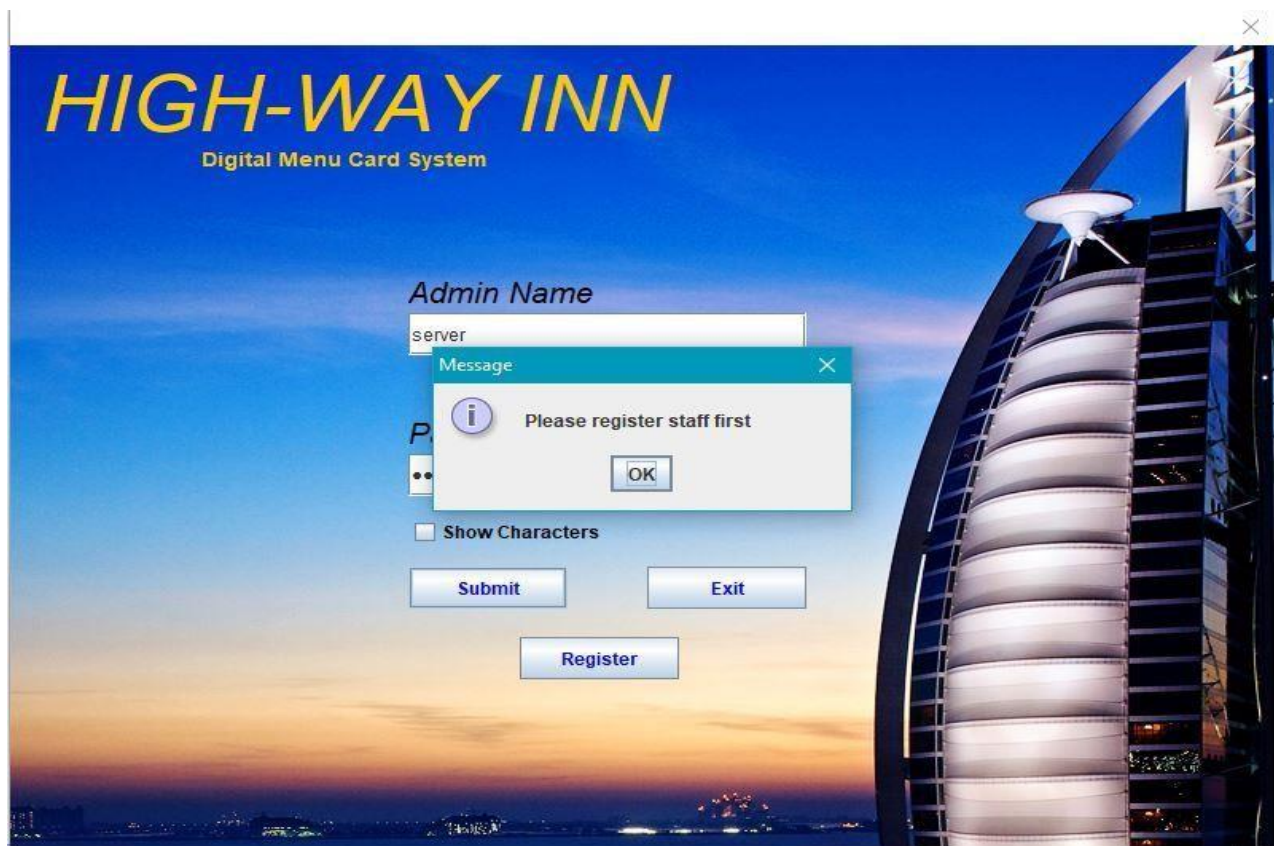 HIGH-WAY INN
Digital Menu Card System
Admin Name
server
Message
Please register staff first
OK
Show Characters
Submit
Exit
Register